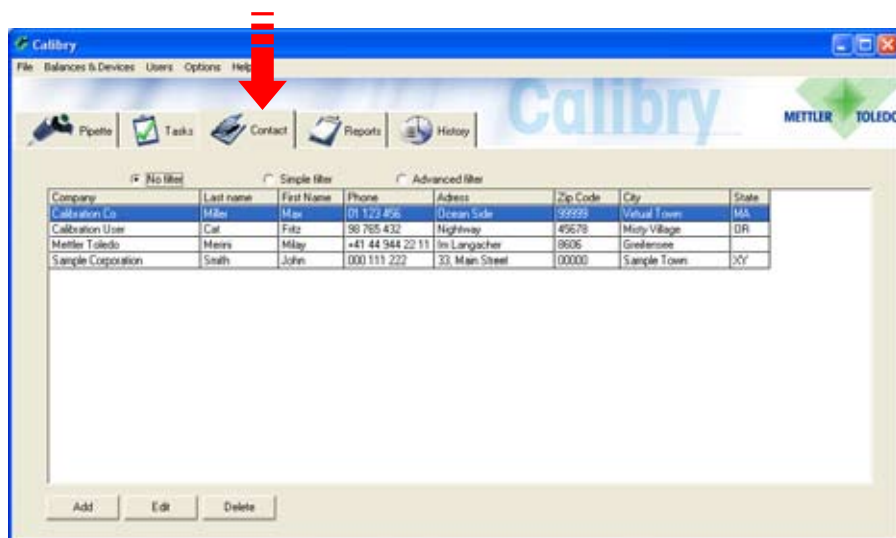 Calibry
File Balances & Devices Users Options Help
Calibry
METTLER TOLEDO
Pipette Tasks Contact Reports History
No filter Simple filter Advanced filter
Company Last name First Name Phone Adress Zip Code City State
Calibration Co Miller Max 01 123 456 Ocean Side 99999 Virtual Town MA
Calibration User Cat Fritz 98 765 432 Nightway 45678 Misty Village OR
Mettler Toledo Meini Milay +41 44 944 22 11 Im Langacher 8606 Greifensee
Sample Corporation Smith John 000 111 222 33, Main Street 00000 Sample Town XY
Add Edit Delete